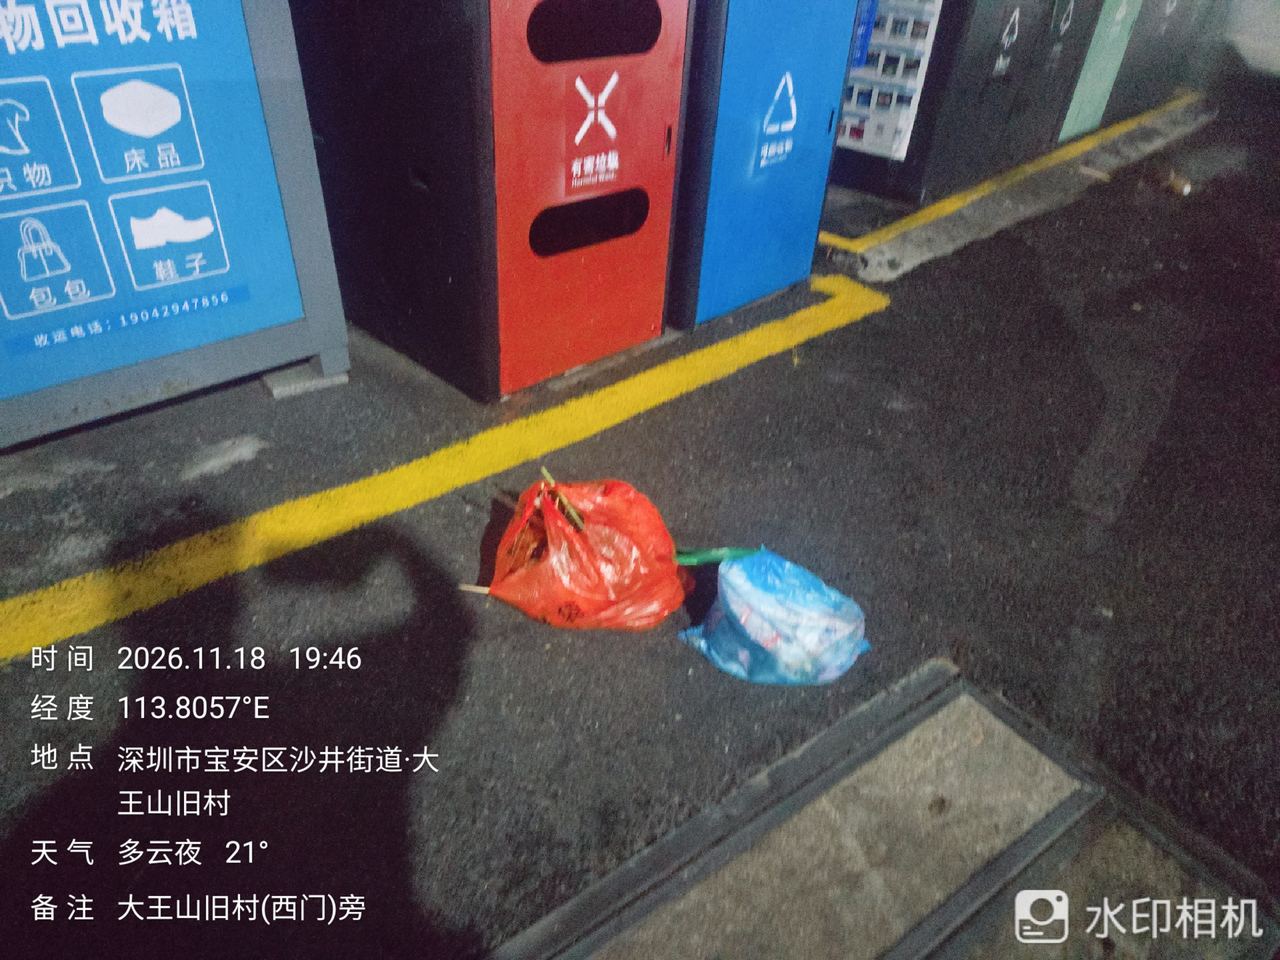 物回收箱
床品
织物
包包
鞋子
收运电话：19042947856
有害垃圾
Harmful Waste
时间 2026.11.18 19:46
经度 113.8057°E
地点 深圳市宝安区沙井街道·大
王山旧村
天气 多云夜 21°
备注 大王山旧村(西门)旁
水印相机